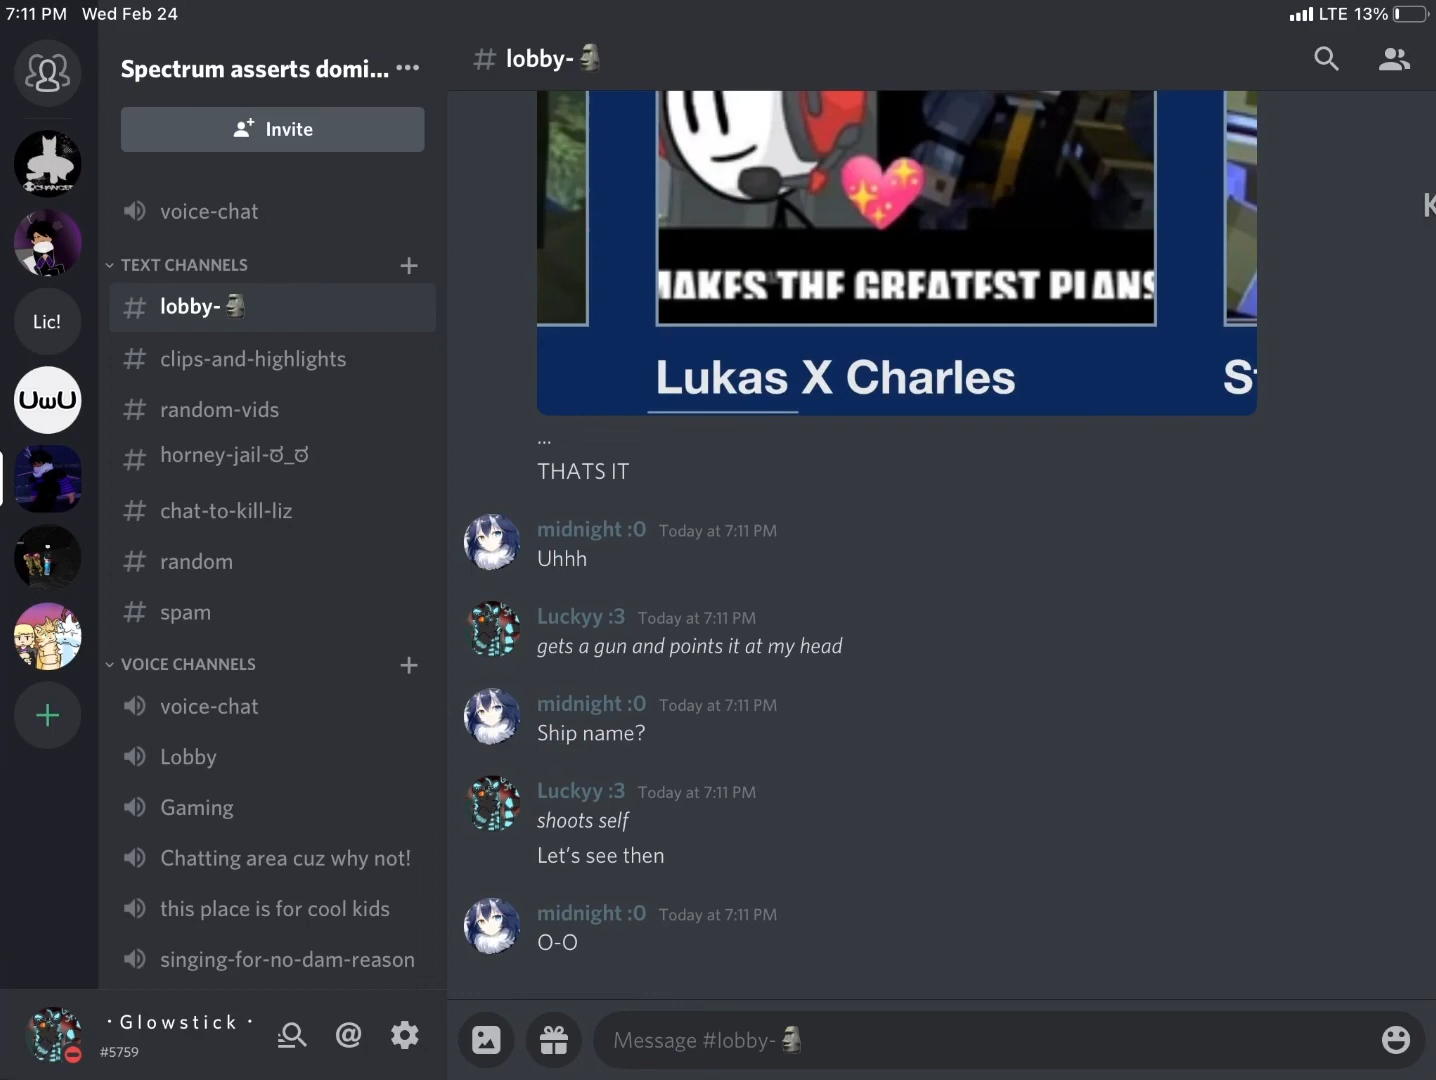 7:11 PM Wed Feb 24
LTE 13%
Spectrum asserts domi... •••
Invite
voice-chat
TEXT CHANNELS
# lobby-🗿
# clips-and-highlights
# random-vids
# horney-jail-ಠ_ಠ
# chat-to-kill-liz
# random
# spam
VOICE CHANNELS
voice-chat
Lobby
Gaming
Chatting area cuz why not!
this place is for cool kids
singing-for-no-dam-reason
Lic!
UwU
· G l o w s t i c k ·
#5759
# lobby-🗿
MAKES THE GREATEST PLANS
Lukas X Charles
St
K
...
THATS IT
midnight :0 Today at 7:11 PM
Uhhh
Luckyy :3 Today at 7:11 PM
gets a gun and points it at my head
midnight :0 Today at 7:11 PM
Ship name?
Luckyy :3 Today at 7:11 PM
shoots self
Let's see then
midnight :0 Today at 7:11 PM
O-O
Message #lobby-🗿